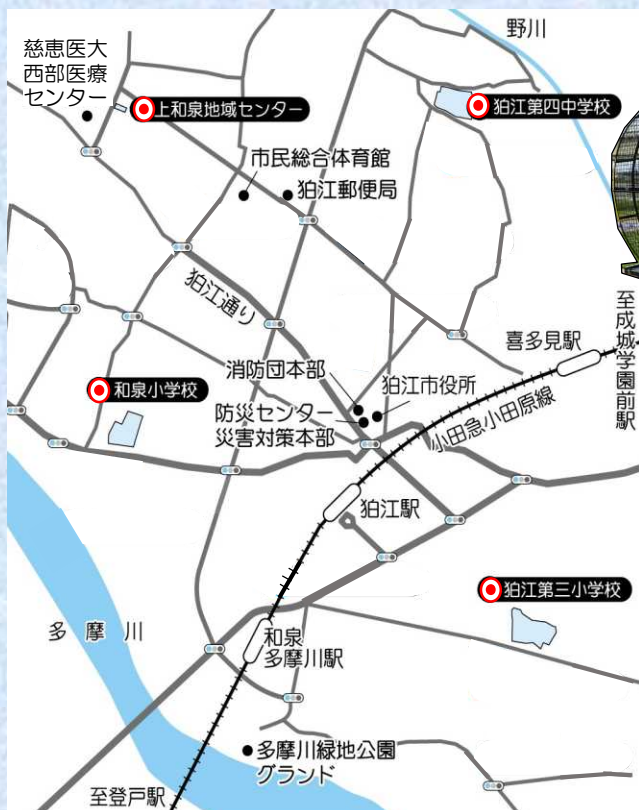 野川
慈恵医大
西部医療
センター
上和泉地域センター
狛江第四中学校
市民総合体育館
狛江郵便局
狛江通り
至成城学園前駅
喜多見駅
消防団本部
狛江市役所
和泉小学校
防災センター
災害対策本部
小田急小田原線
狛江駅
狛江第三小学校
多摩川
和泉
多摩川駅
多摩川緑地公園
グランド
至登戸駅